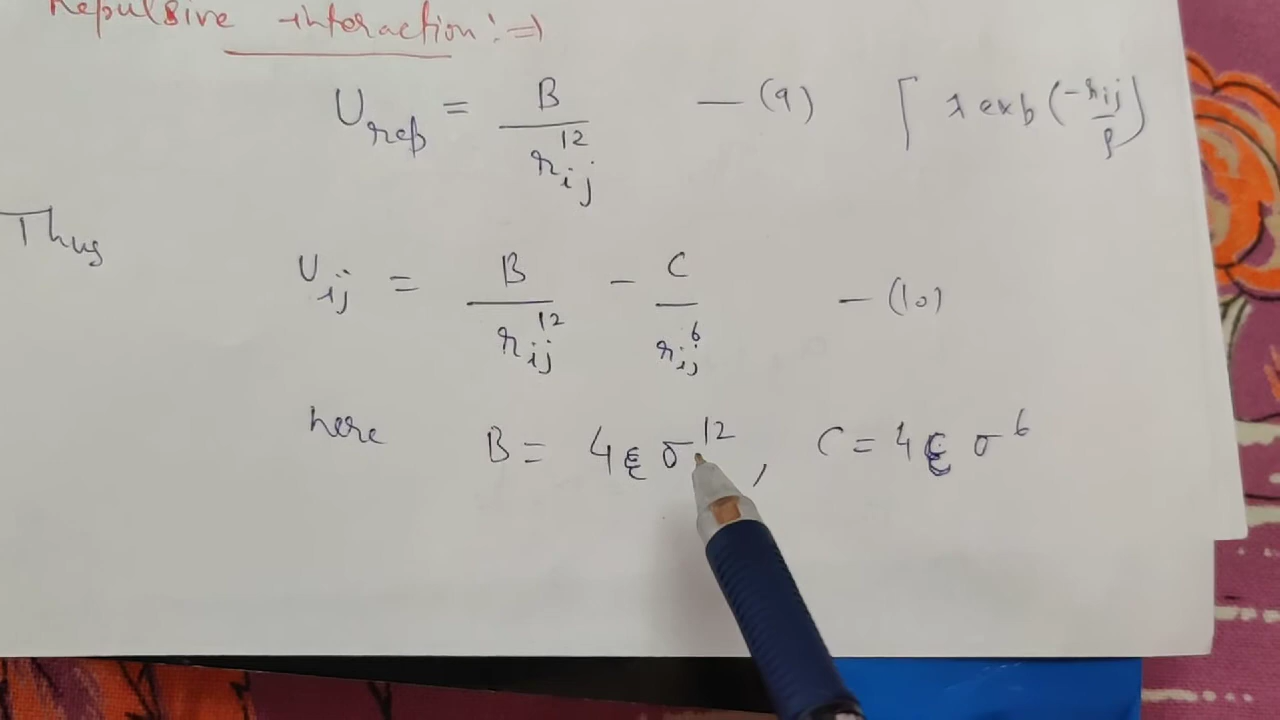 Repulsive interaction :⇒
U_rep = B / r_ij^12 — (9) [ λ exp (-r_ij / ρ)
Thus
U_ij = B / r_ij^12 - C / r_ij^6 — (10)
here B = 4 ε σ^12 , C = 4 ε σ^6